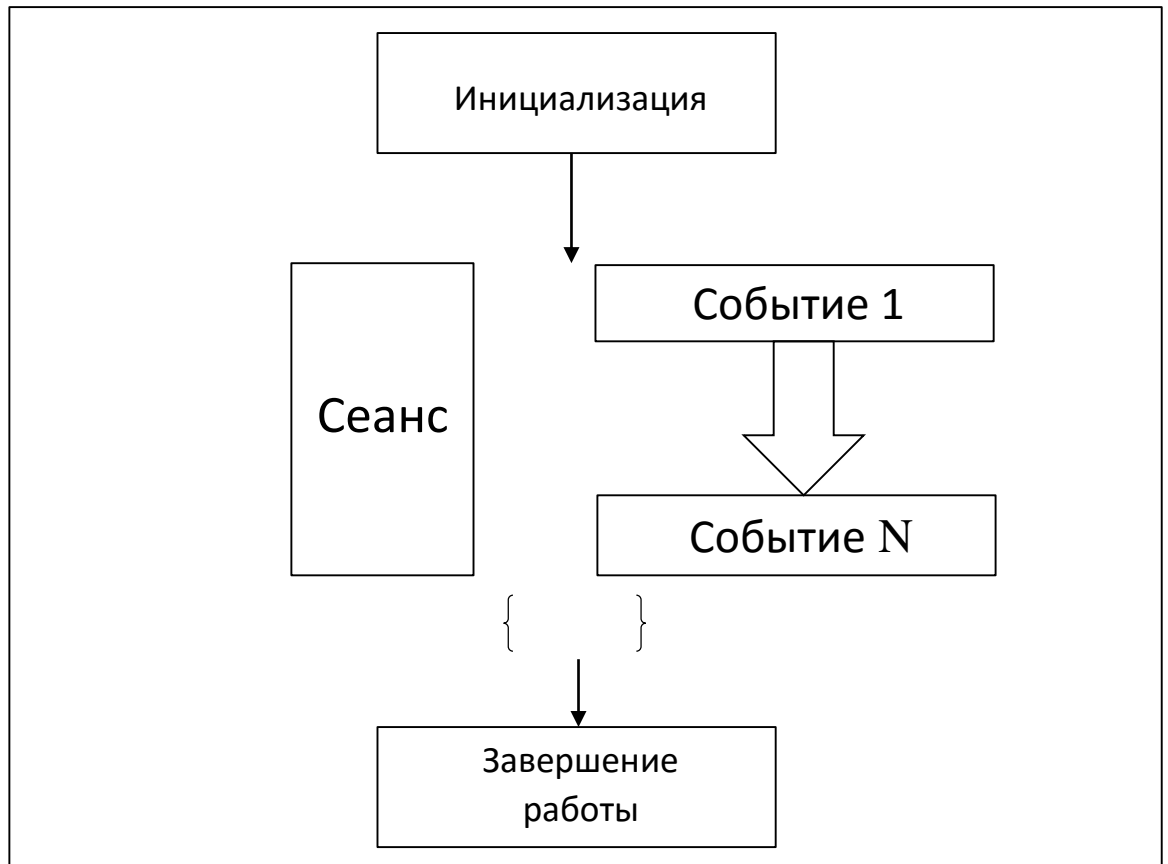 Инициализация
Событие 1
Сеанс
Событие N
{ }
Завершение
работы